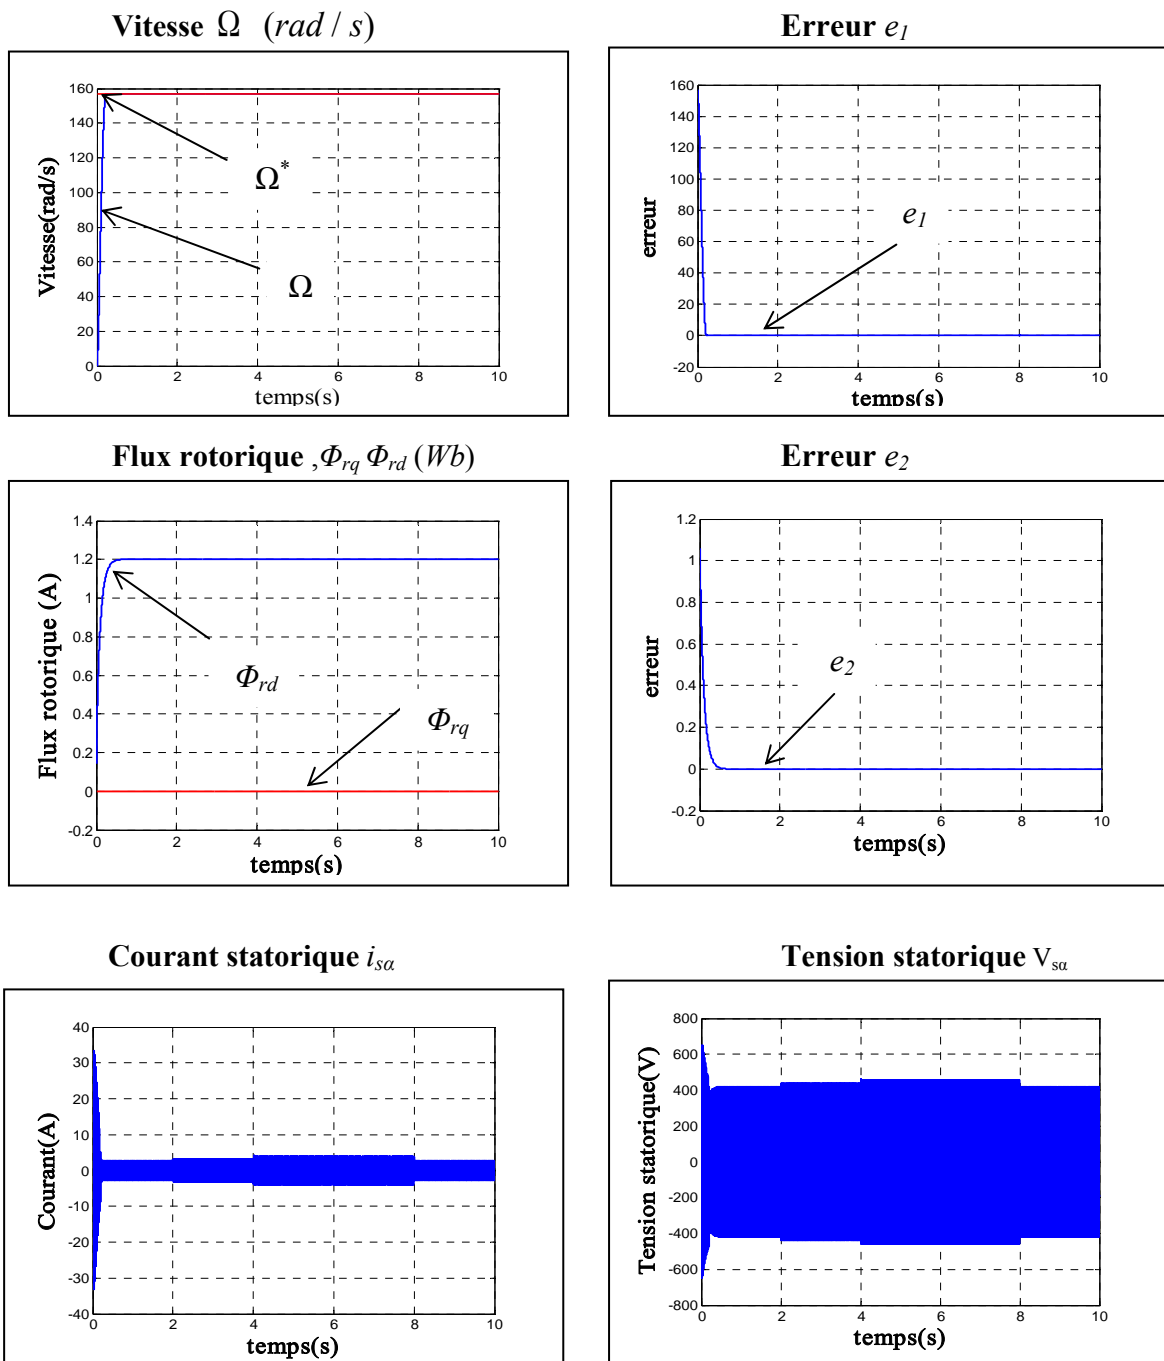 Vitesse Ω (rad / s)
160
140
120
100
80
60
40
20
0
Vitesse(rad/s)
Ω*
Ω
0 2 4 6 8 10
temps(s)
Erreur e1
160
140
120
100
80
60
40
20
0
-20
erreur
e1
0 2 4 6 8 10
temps(s)
Flux rotorique ,Φrq Φrd (Wb)
1.4
1.2
1
0.8
0.6
0.4
0.2
0
-0.2
Flux rotorique (A)
Φrd
Φrq
0 2 4 6 8 10
temps(s)
Erreur e2
1.2
1
0.8
0.6
0.4
0.2
0
-0.2
erreur
e2
0 2 4 6 8 10
temps(s)
Courant statorique isα
40
30
20
10
0
-10
-20
-30
-40
Courant(A)
0 2 4 6 8 10
temps(s)
Tension statorique Vsα
800
600
400
200
0
-200
-400
-600
-800
Tension statorique(V)
0 2 4 6 8 10
temps(s)